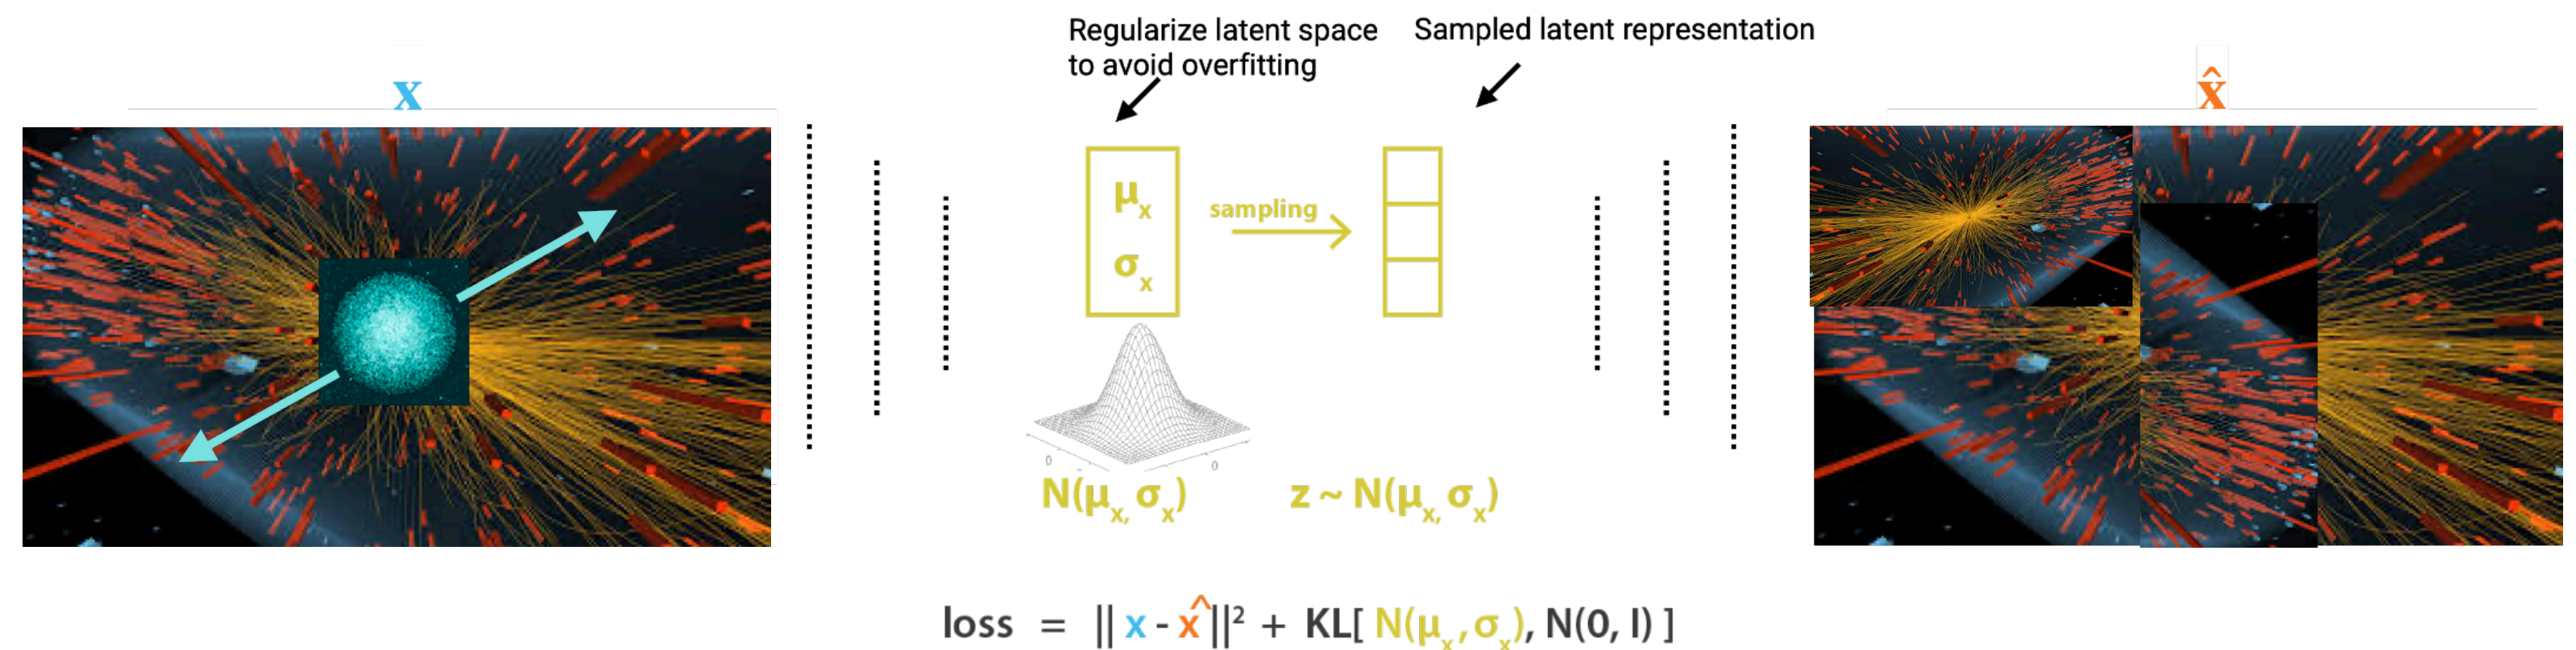 Regularize latent space
to avoid overfitting
Sampled latent representation
x
x̂
μx
σx
sampling
0
0
N(μx, σx)
z ~ N(μx, σx)
loss = || x - x̂ ||² + KL[ N(μx, σx), N(0, I) ]